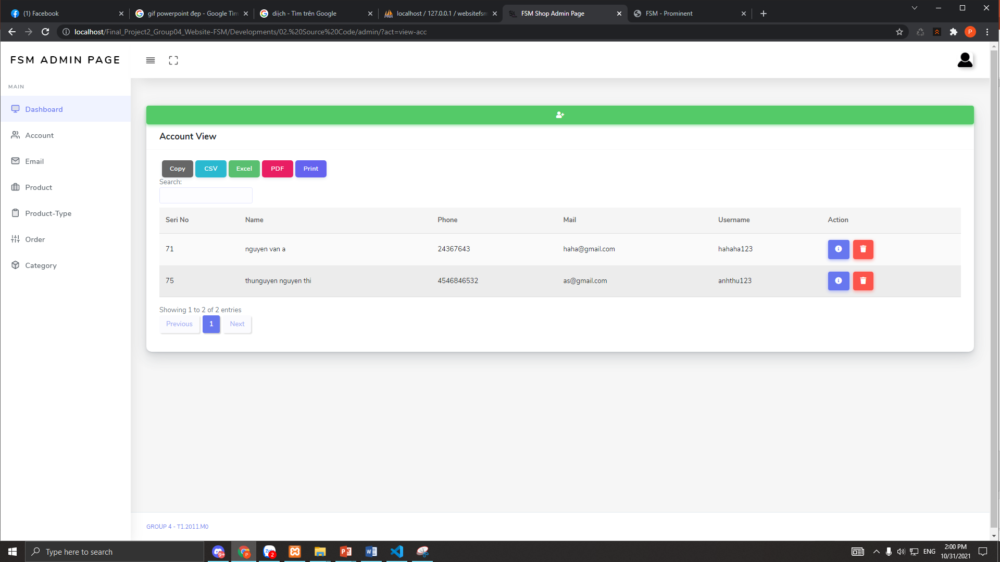 (1) Facebook
gif powerpoint đẹp - Google Tìm
diịch - Tìm trên Google
localhost / 127.0.0.1 / websitefsm
FSM Shop Admin Page
FSM - Prominent
localhost/Final_Project2_Group04_Website-FSM/Developments/02.%20Source%20Code/admin/?act=view-acc
P
FSM ADMIN PAGE
MAIN
Dashboard
Account
Email
Product
Product-Type
Order
Category
Account View
Copy CSV Excel PDF Print
Search:
Seri No Name Phone Mail Username Action
71 nguyen van a 24367643 haha@gmail.com hahaha123
75 thunguyen nguyen thi 4546846532 as@gmail.com anhthu123
Showing 1 to 2 of 2 entries
Previous 1 Next
GROUP 4 - T1.2011.M0
Type here to search
ENG
2:00 PM
10/31/2021